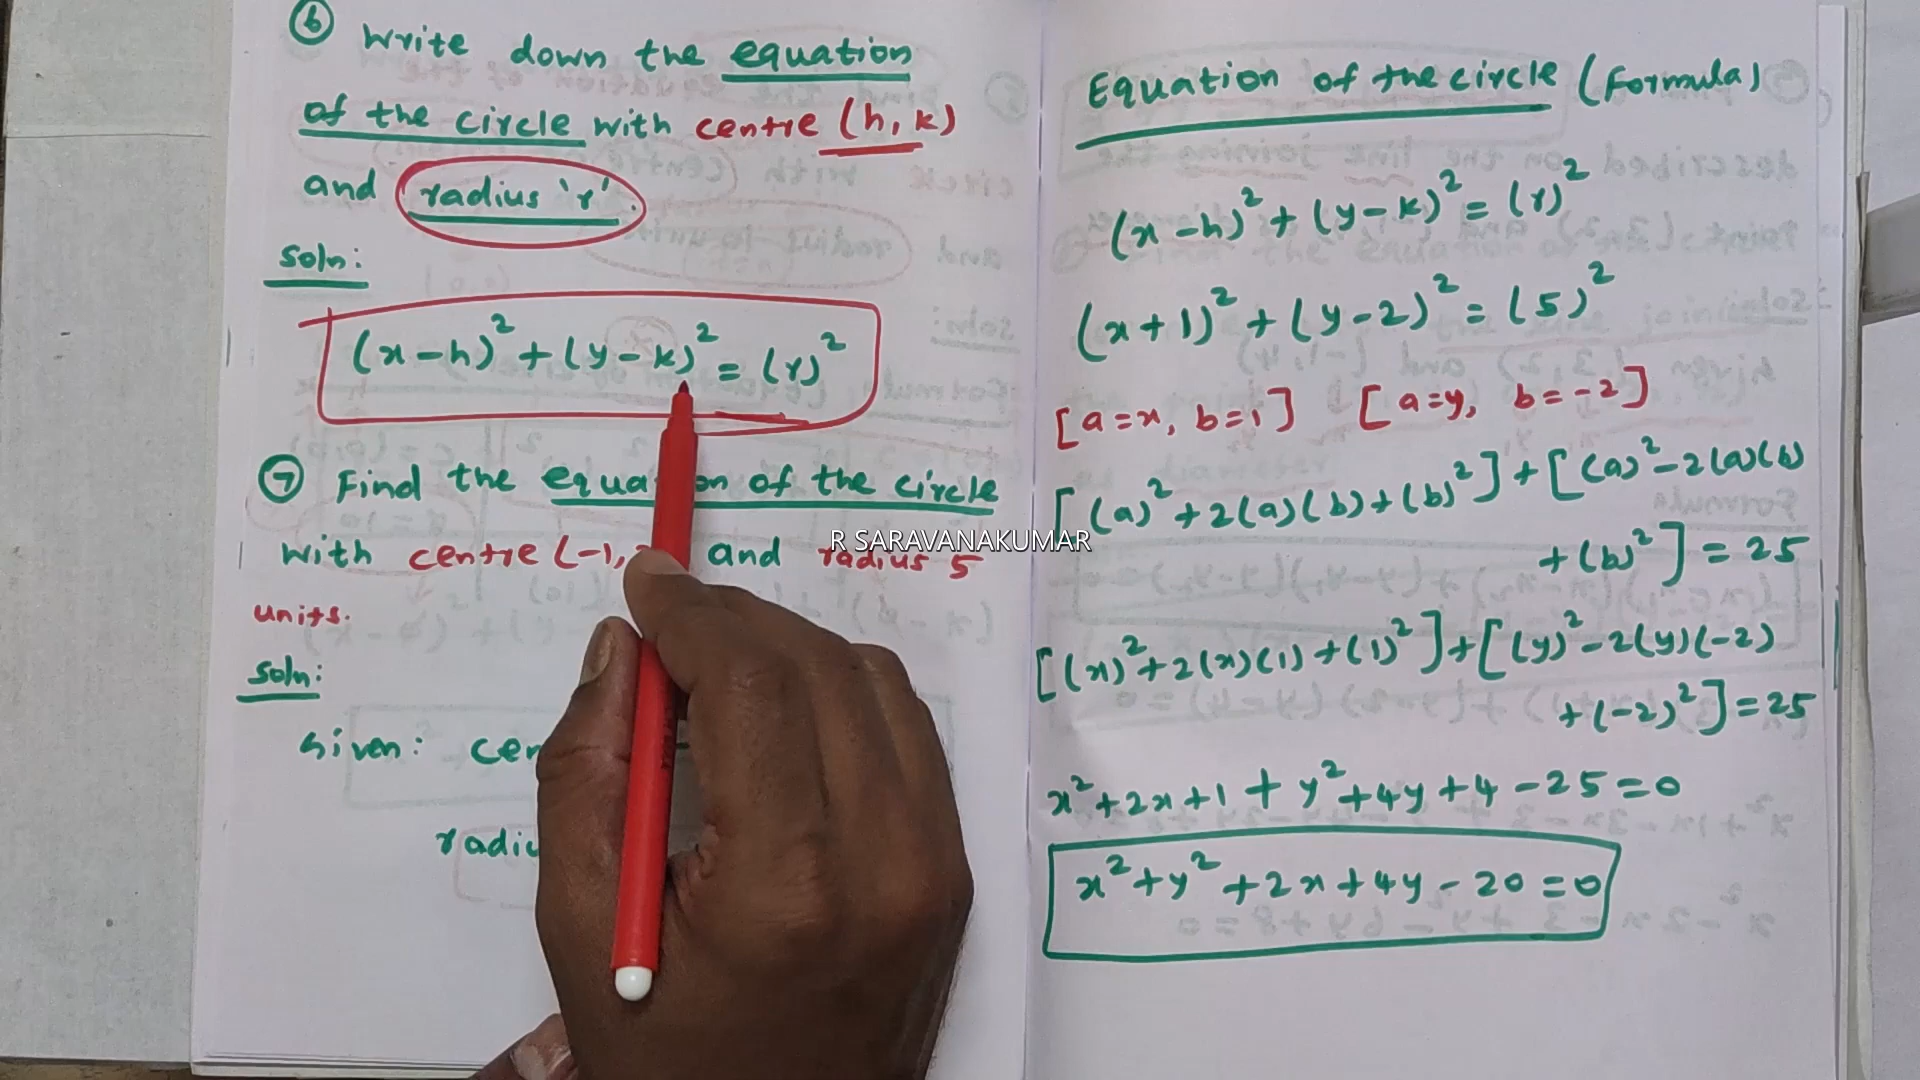 6 Write down the equation
of the circle with centre (h, k)
and radius 'r'.
Soln:
(x-h)² + (y-k)² = (r)²
7 Find the of the circle
with centre (-1, and radius 5
units.
Soln:
Given:
Equation of the circle (Formula)
(x-h)² + (y-k)² = (r)²
(x+1)² + (y-2)² = (5)²
[a=x, b=1] [a=y, b=-2]
[(a)²+2(a)(b)+(b)²]+[(a)²-2(a)(b)
+(b)²]=25
R SARAVANAKUMAR
[(x)²+2(x)(1)+(1)²]+[(y)²-2(y)(-2)
+(-2)²]=25
x²+2x+1+y²+4y+4-25=0
x²+y²+2x+4y-20=0